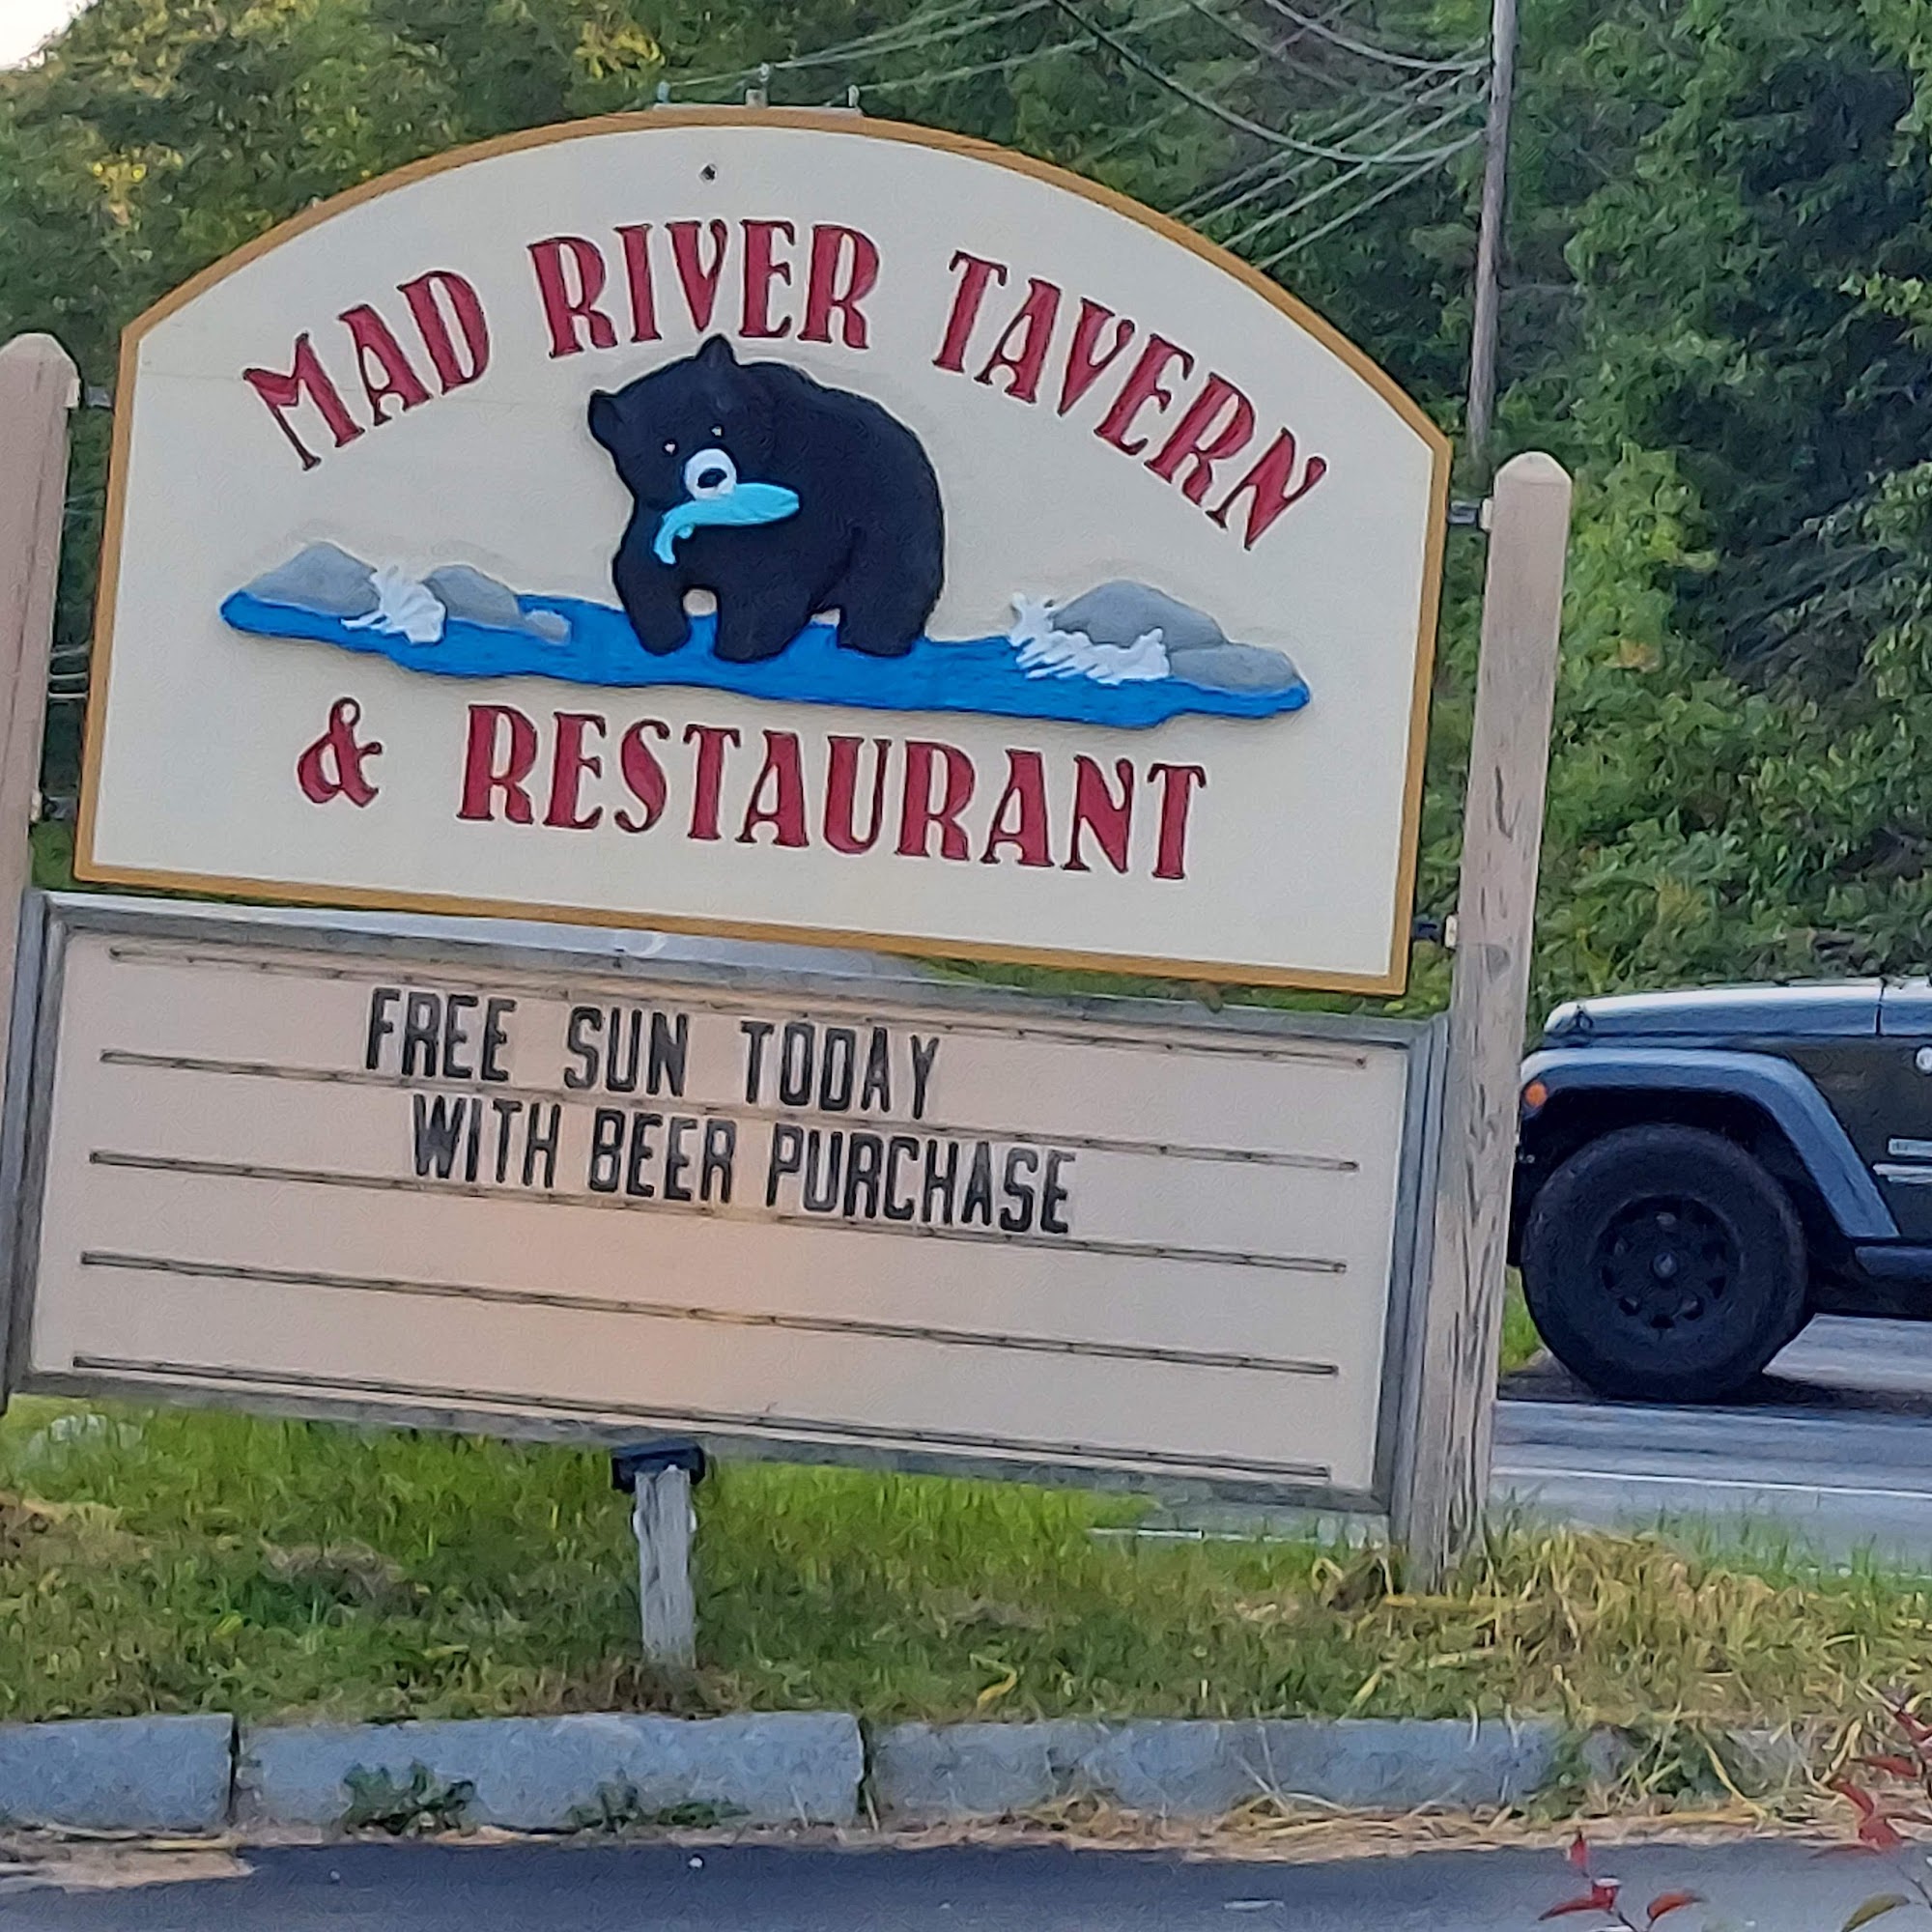 MAD RIVER TAVERN
& RESTAURANT
FREE SUN TODAY
WITH BEER PURCHASE